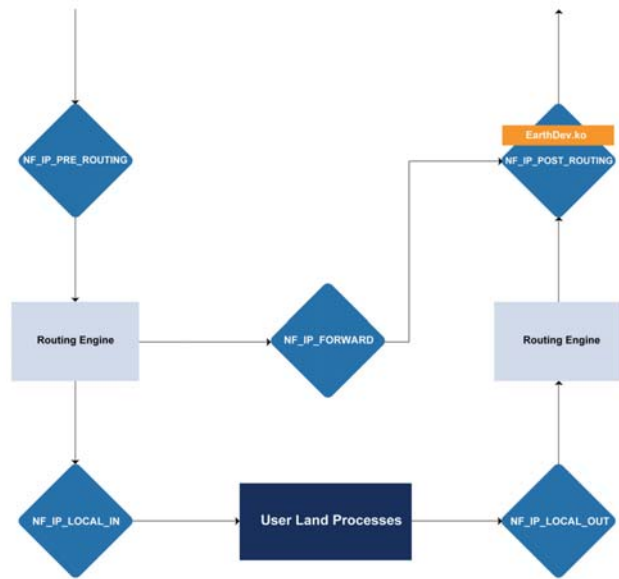 EarthDev.ko
NF_IP_PRE_ROUTING
NF_IP_POST_ROUTING
Routing Engine
NF_IP_FORWARD
Routing Engine
NF_IP_LOCAL_IN
User Land Processes
NF_IP_LOCAL_OUT